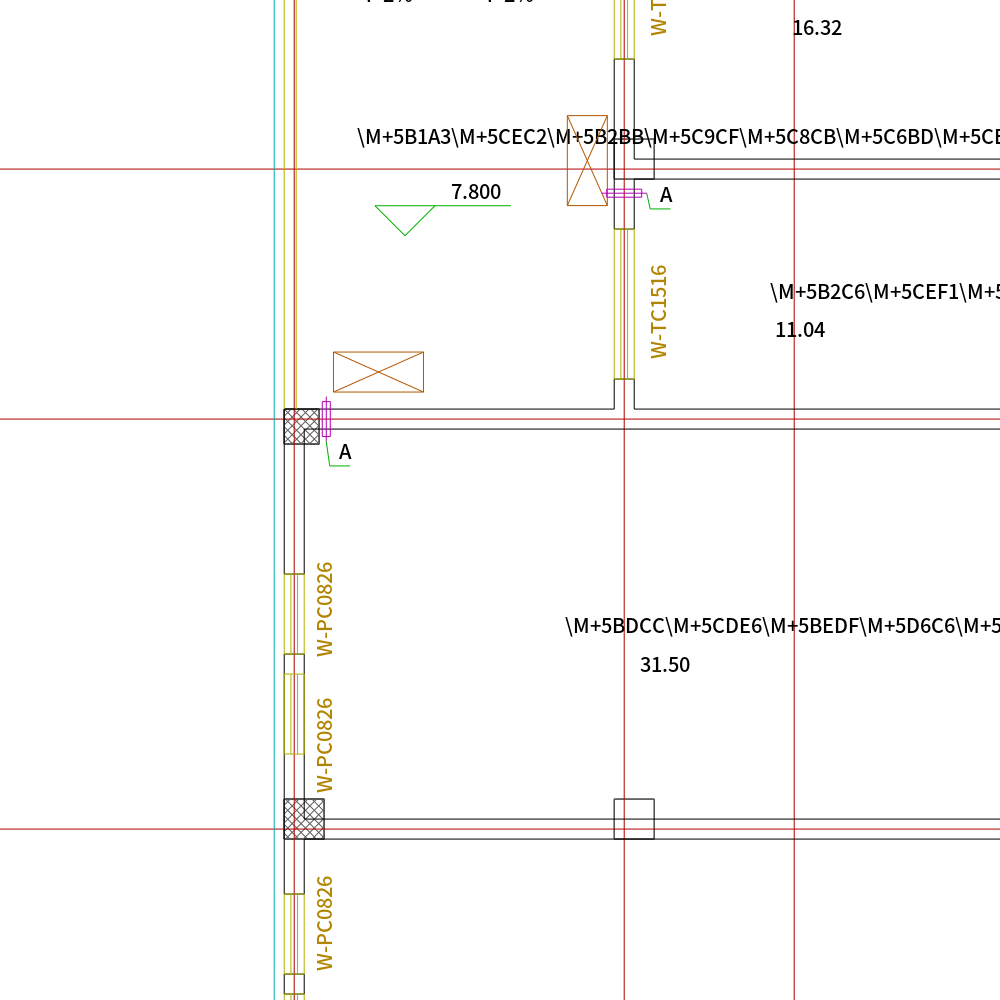 16.32
\M+5B1A3\M+5CEC2\M+5B2BB\M+5C9CF\M+5C8CB\M+5C6BD\M+5CE
7.800
A
W-TC1516
\M+5B2C6\M+5CEF1\M+5
11.04
A
W-PC0826
\M+5BDCC\M+5CDE6\M+5BEDF\M+5D6C6\M+5
31.50
W-PC0826
W-PC0826